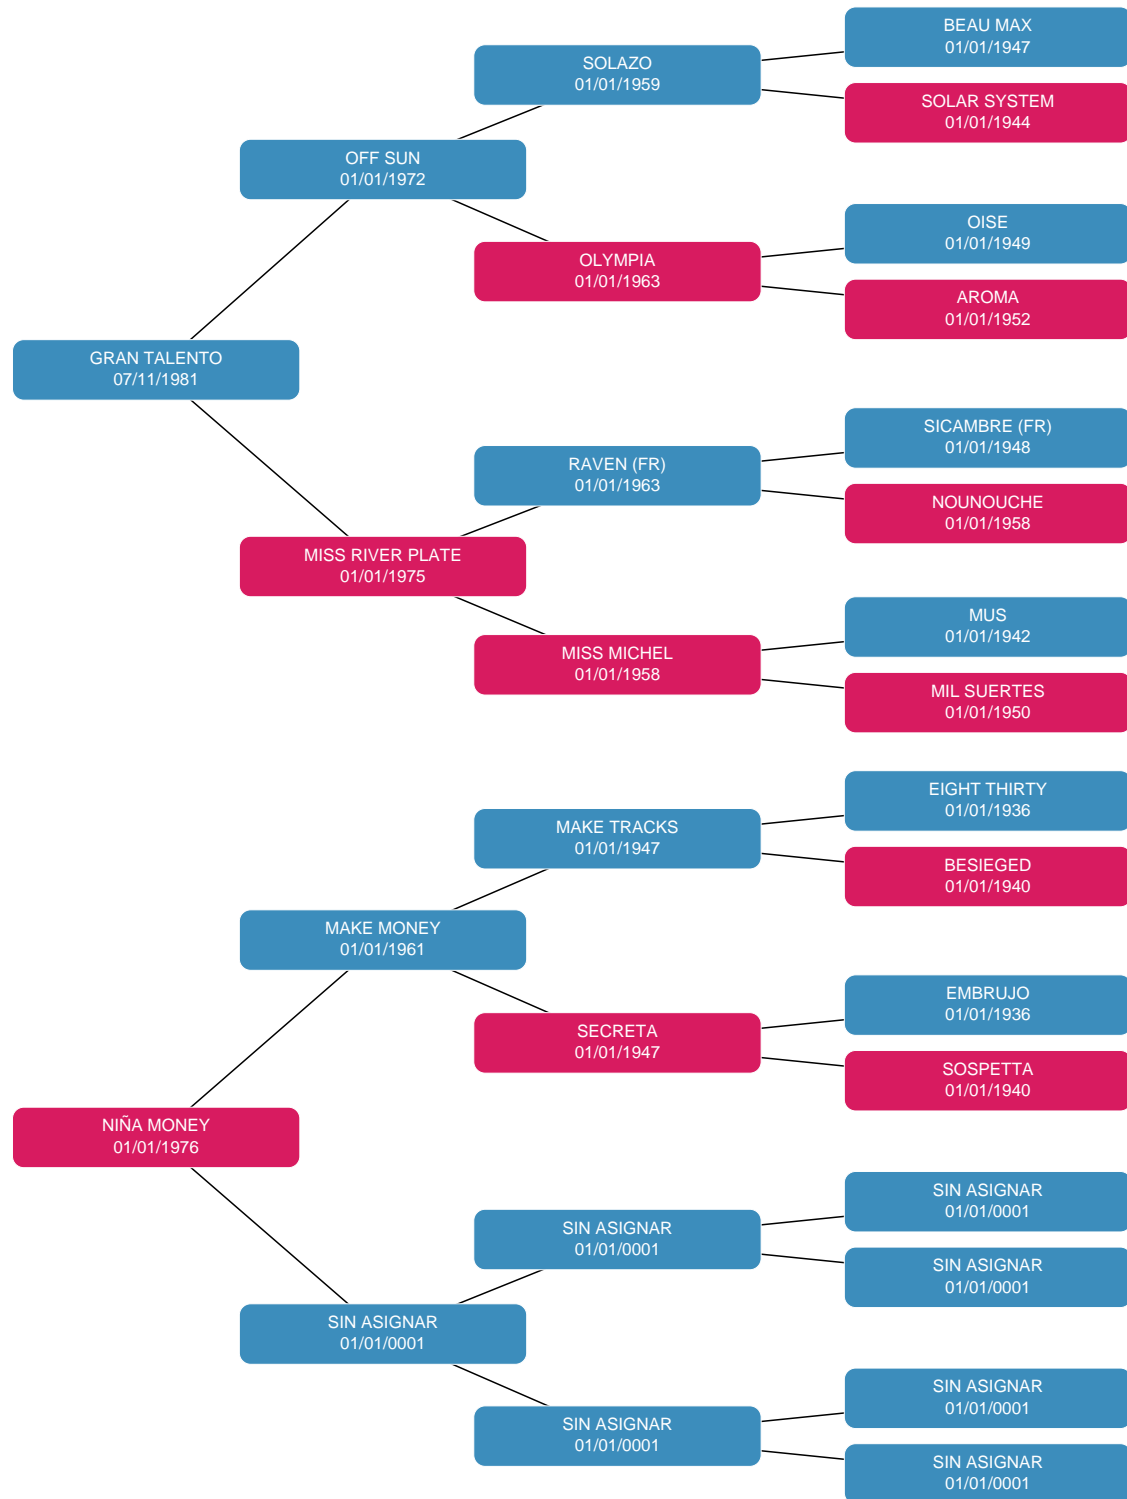 BEAU MAX
01/01/1947
SOLAZO
01/01/1959
SOLAR SYSTEM
01/01/1944
OFF SUN
01/01/1972
OISE
01/01/1949
OLYMPIA
01/01/1963
AROMA
01/01/1952
GRAN TALENTO
07/11/1981
SICAMBRE (FR)
01/01/1948
RAVEN (FR)
01/01/1963
NOUNOUCHE
01/01/1958
MISS RIVER PLATE
01/01/1975
MUS
01/01/1942
MISS MICHEL
01/01/1958
MIL SUERTES
01/01/1950
EIGHT THIRTY
01/01/1936
MAKE TRACKS
01/01/1947
BESIEGED
01/01/1940
MAKE MONEY
01/01/1961
EMBRUJO
01/01/1936
SECRETA
01/01/1947
SOSPETTA
01/01/1940
NIÑA MONEY
01/01/1976
SIN ASIGNAR
01/01/0001
SIN ASIGNAR
01/01/0001
SIN ASIGNAR
01/01/0001
SIN ASIGNAR
01/01/0001
SIN ASIGNAR
01/01/0001
SIN ASIGNAR
01/01/0001
SIN ASIGNAR
01/01/0001